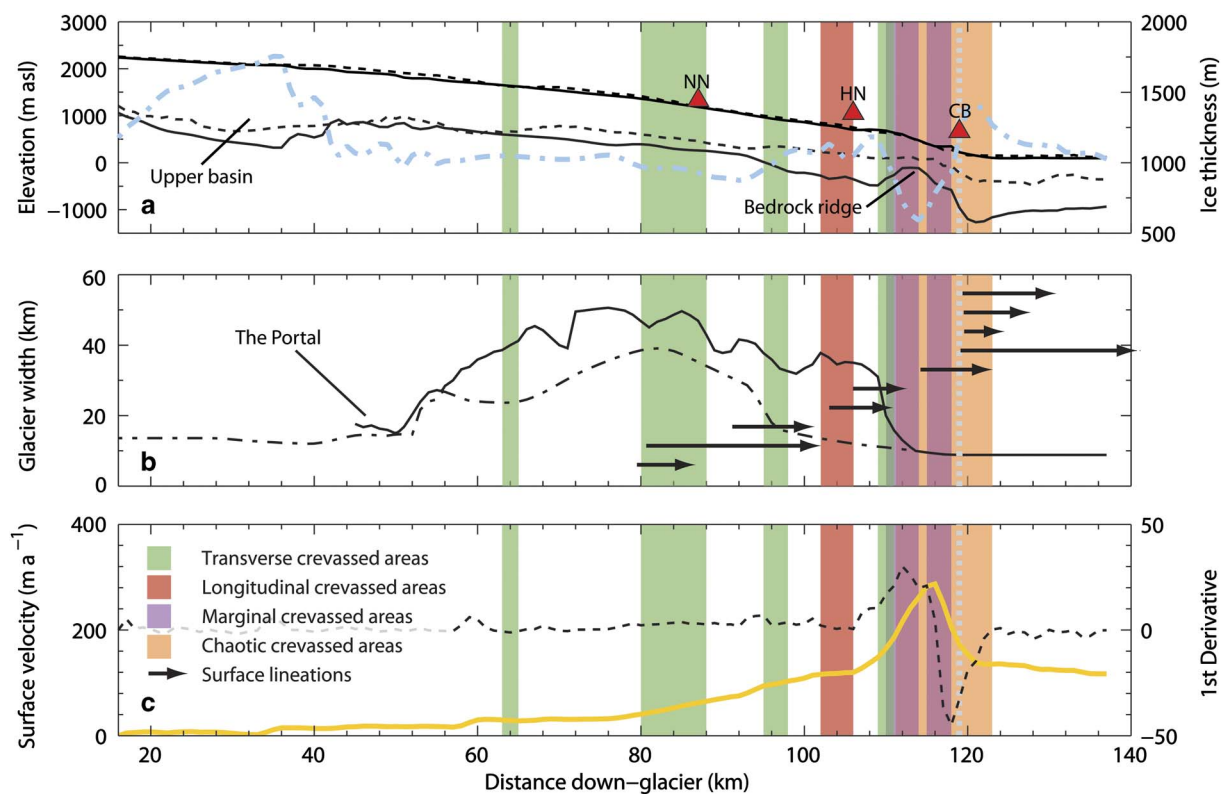 3000
2000
1000
0
−1000
Elevation (m asl)
2000
1500
1000
500
Ice thickness (m)
NN
HN
CB
Upper basin
Bedrock ridge
a
60
40
20
0
Glacier width (km)
The Portal
b
400
200
0
Surface velocity (m a −1)
50
0
−50
1st Derivative
Transverse crevassed areas
Longitudinal crevassed areas
Marginal crevassed areas
Chaotic crevassed areas
Surface lineations
c
20 40 60 80 100 120 140
Distance down−glacier (km)